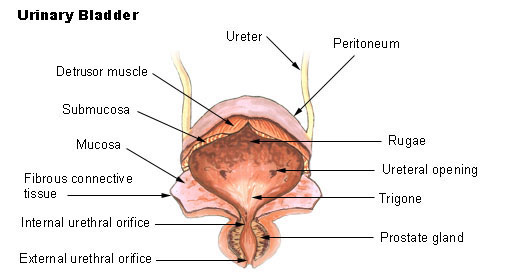 Urinary Bladder
Ureter
Peritoneum
Detrusor muscle
Submucosa
Mucosa
Fibrous connective
tissue
Internal urethral orifice
External urethral orifice
Rugae
Ureteral opening
Trigone
Prostate gland